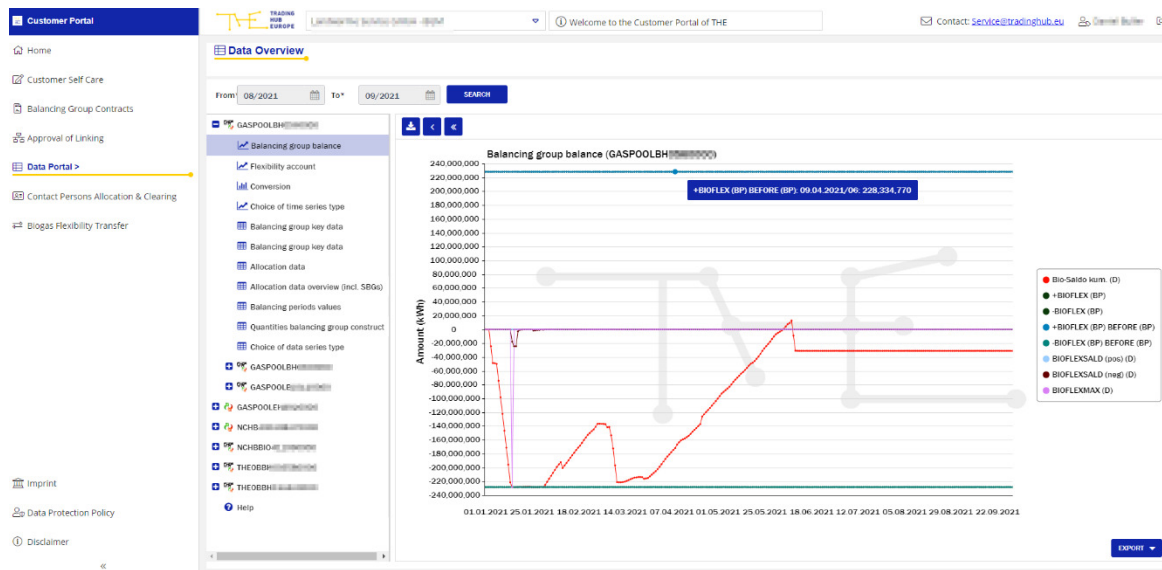 Customer Portal
Home
Customer Self Care
Balancing Group Contracts
Approval of Linking
Data Portal >
Contact Persons Allocation & Clearing
Biogas Flexibility Transfer
Imprint
Data Protection Policy
Disclaimer
«
THE TRADING HUB EUROPE
Welcome to the Customer Portal of THE
Contact: Service@tradinghub.eu
Data Overview
From* 08/2021 To* 09/2021 SEARCH
GASPOOLBH
Balancing group balance
Flexibility account
Conversion
Choice of time series type
Balancing group key data
Balancing group key data
Allocation data
Allocation data overview (incl. SBGs)
Balancing periods values
Quantities balancing group construct
Choice of data series type
GASPOOLBH
GASPOOLE
GASPOOLEH
NCHB
NCHBBIO
THEOBBH
THEOBBH
Help
Balancing group balance (GASPOOLBH
Amount (kWh)
240,000,000
220,000,000
200,000,000
180,000,000
160,000,000
140,000,000
120,000,000
100,000,000
80,000,000
60,000,000
40,000,000
20,000,000
0
-20,000,000
-40,000,000
-60,000,000
-80,000,000
-100,000,000
-120,000,000
-140,000,000
-160,000,000
-180,000,000
-200,000,000
-220,000,000
-240,000,000
+BIOFLEX (BP) BEFORE (BP): 09.04.2021/06: 228,334,770
01.01.2021 25.01.2021 18.02.2021 14.03.2021 07.04.2021 01.05.2021 25.05.2021 18.06.2021 12.07.2021 05.08.2021 29.08.2021 22.09.2021
Bio-Saldo kum. (D)
+BIOFLEX (BP)
-BIOFLEX (BP)
+BIOFLEX (BP) BEFORE (BP)
-BIOFLEX (BP) BEFORE (BP)
BIOFLEXSALD (pos) (D)
BIOFLEXSALD (neg) (D)
BIOFLEXMAX (D)
EXPORT